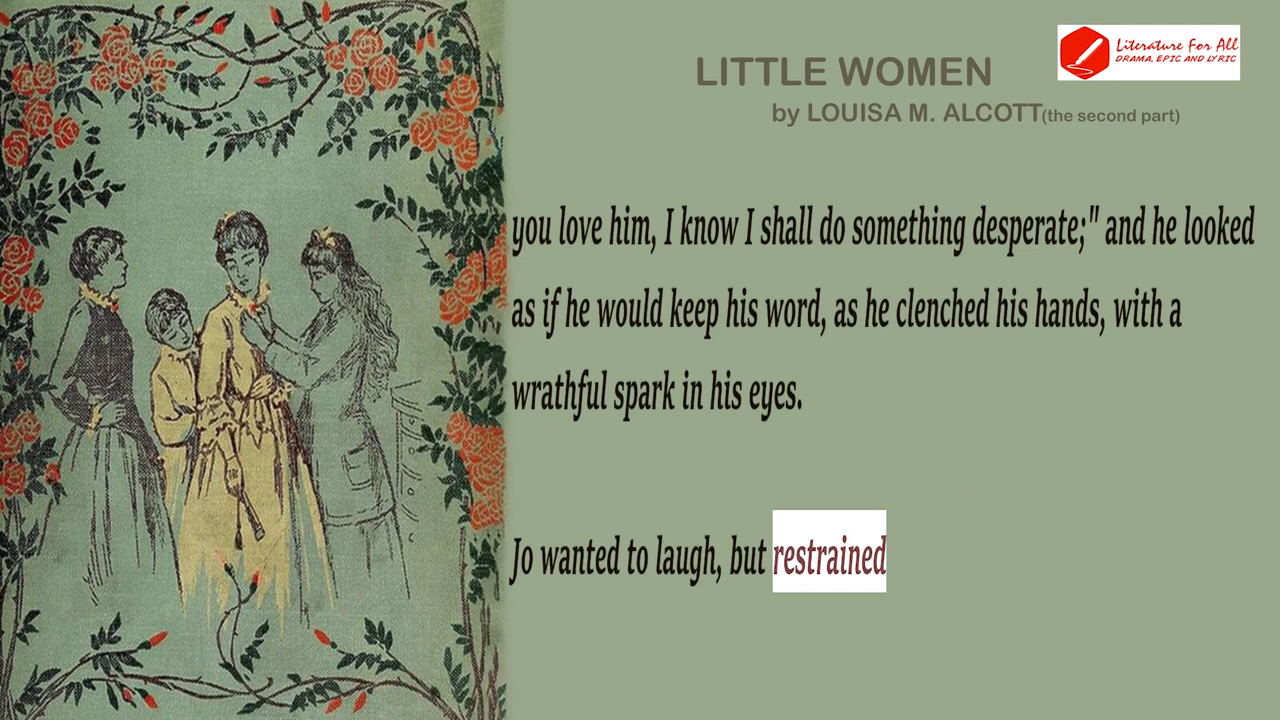 Literature For All
DRAMA, EPIC AND LYRIC
LITTLE WOMEN
by LOUISA M. ALCOTT(the second part)
you love him, I know I shall do something desperate;" and he looked
as if he would keep his word, as he clenched his hands, with a
wrathful spark in his eyes.
Jo wanted to laugh, but restrained